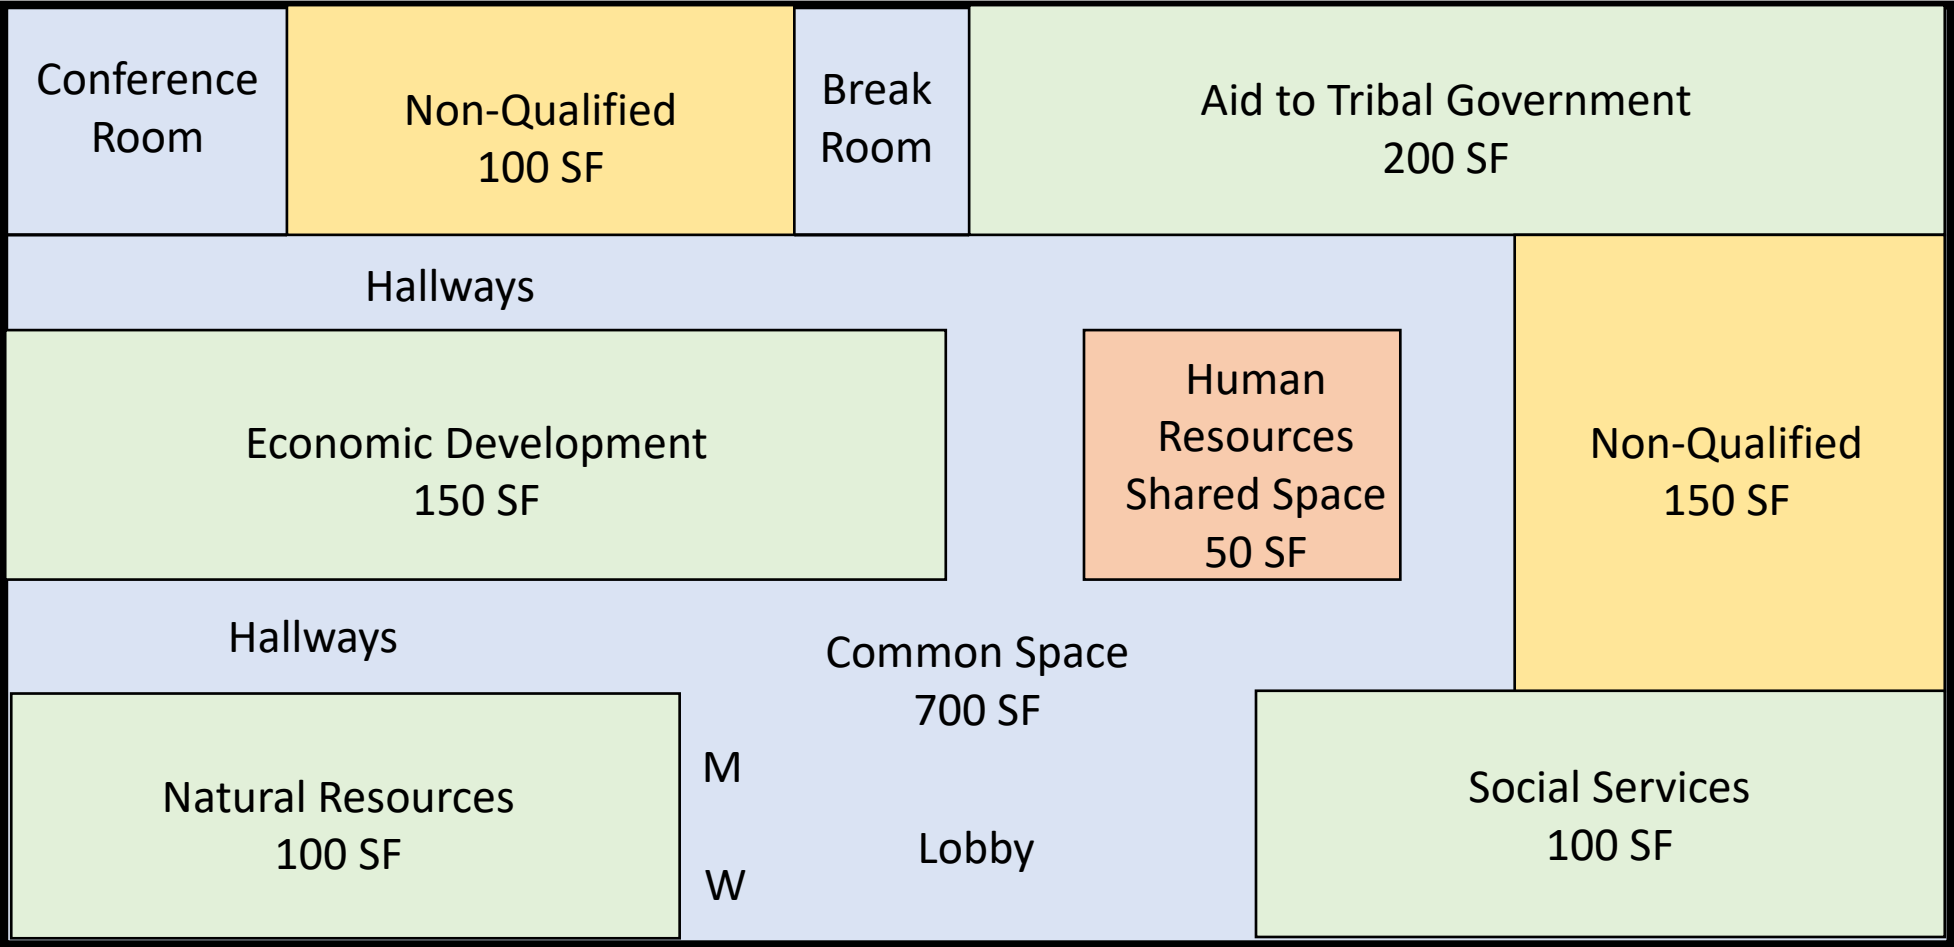 Conference
Room
Non-Qualified
100 SF
Break
Room
Aid to Tribal Government
200 SF
Hallways
Economic Development
150 SF
Human
Resources
Shared Space
50 SF
Non-Qualified
150 SF
Hallways
Common Space
700 SF
Natural Resources
100 SF
M
W
Lobby
Social Services
100 SF